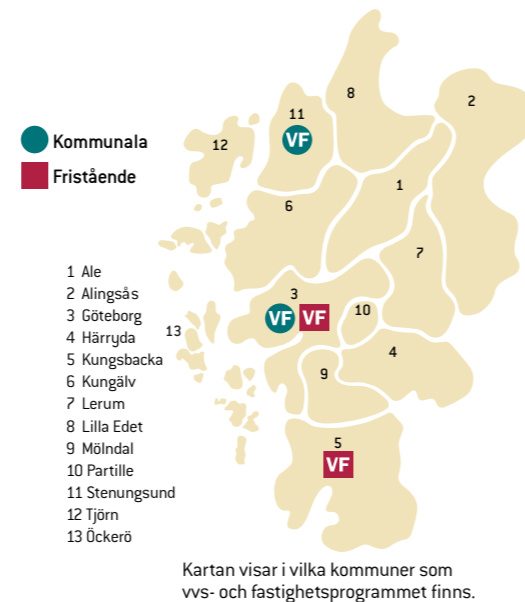 8
2
11
Kommunala
VF
12
Fristående
1
6
7
1 Ale
2 Alingsås
3 Göteborg
4 Härryda
5 Kungsbacka
6 Kungälv
7 Lerum
8 Lilla Edet
9 Mölndal
10 Partille
11 Stenungsund
12 Tjörn
13 Öckerö
3
VF VF
10
13
4
9
5
VF
Kartan visar i vilka kommuner som
vvs- och fastighetsprogrammet finns.